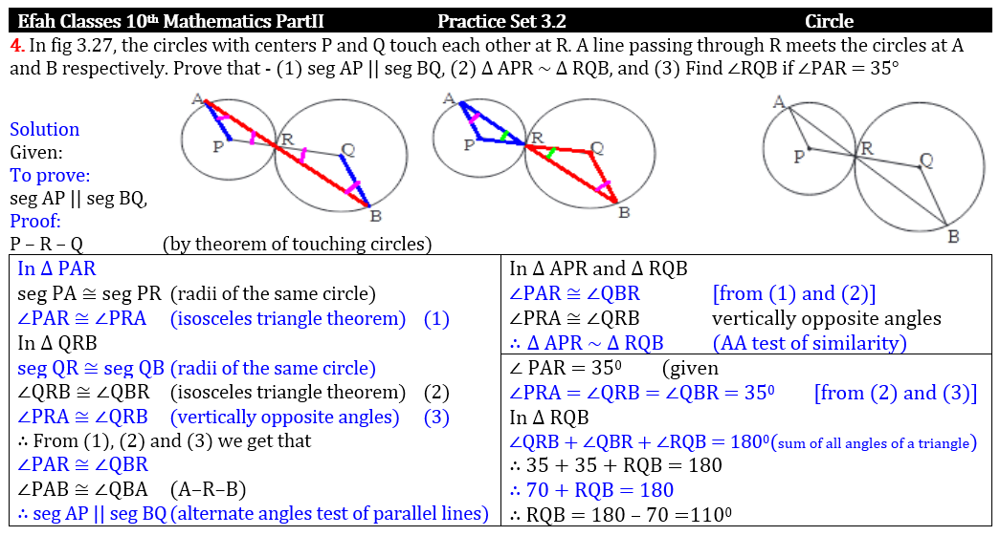 Efah Classes 10th Mathematics PartII Practice Set 3.2 Circle
4. In fig 3.27, the circles with centers P and Q touch each other at R. A line passing through R meets the circles at A
and B respectively. Prove that - (1) seg AP || seg BQ, (2) Δ APR ~ Δ RQB, and (3) Find ∠RQB if ∠PAR = 35°
A P R Q B
A P R Q B
A P R Q B
Solution
Given:
To prove:
seg AP || seg BQ,
Proof:
P – R – Q (by theorem of touching circles)
In Δ PAR
seg PA ≅ seg PR (radii of the same circle)
∠PAR ≅ ∠PRA (isosceles triangle theorem) (1)
In Δ QRB
seg QR ≅ seg QB (radii of the same circle)
∠QRB ≅ ∠QBR (isosceles triangle theorem) (2)
∠PRA ≅ ∠QRB (vertically opposite angles) (3)
∴ From (1), (2) and (3) we get that
∠PAR ≅ ∠QBR
∠PAB ≅ ∠QBA (A–R–B)
∴ seg AP || seg BQ (alternate angles test of parallel lines)
In Δ APR and Δ RQB
∠PAR ≅ ∠QBR [from (1) and (2)]
∠PRA ≅ ∠QRB vertically opposite angles
∴ Δ APR ~ Δ RQB (AA test of similarity)
∠ PAR = 35⁰ (given
∠PRA = ∠QRB = ∠QBR = 35⁰ [from (2) and (3)]
In Δ RQB
∠QRB + ∠QBR + ∠RQB = 180⁰(sum of all angles of a triangle)
∴ 35 + 35 + RQB = 180
∴ 70 + RQB = 180
∴ RQB = 180 – 70 =110⁰